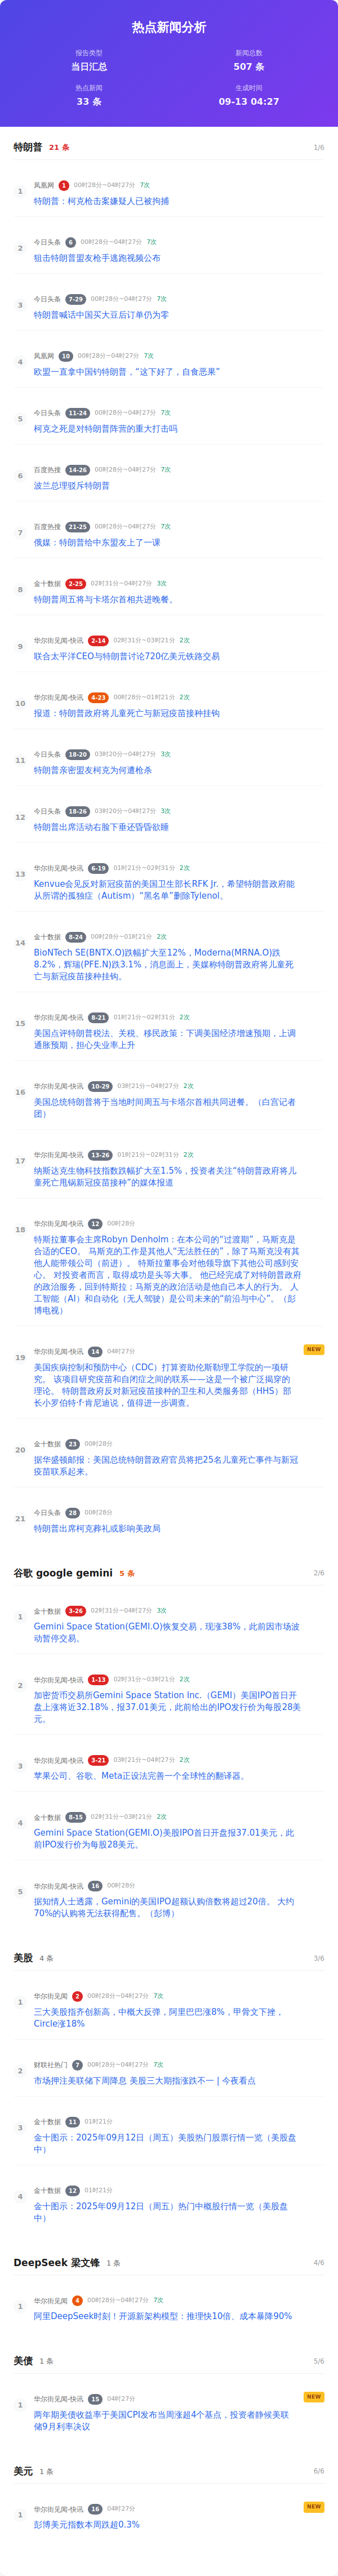 热点新闻分析
报告类型
新闻总数
当日汇总
507 条
热点新闻
生成时间
33 条
09-13 04:27
特朗普 21 条 1/6
1
凤凰网 1 00时28分~04时27分 7次
特朗普：柯克枪击案嫌疑人已被拘捕
2
今日头条 6 00时28分~04时27分 7次
狙击特朗普盟友枪手逃跑视频公布
3
今日头条 7-29 00时28分~04时27分 7次
特朗普喊话中国买大豆后订单仍为零
4
凤凰网 10 00时28分~04时27分 7次
欧盟一直拿中国钓特朗普，“这下好了，自食恶果”
5
今日头条 11-24 00时28分~04时27分 7次
柯克之死是对特朗普阵营的重大打击吗
6
百度热搜 14-26 00时28分~04时27分 7次
波兰总理驳斥特朗普
7
百度热搜 21-25 00时28分~04时27分 7次
俄媒：特朗普给中东盟友上了一课
8
金十数据 2-25 02时31分~04时27分 3次
特朗普周五将与卡塔尔首相共进晚餐。
9
华尔街见闻-快讯 2-14 02时31分~03时21分 2次
联合太平洋CEO与特朗普讨论720亿美元铁路交易
10
华尔街见闻-快讯 4-23 00时28分~01时21分 2次
报道：特朗普政府将儿童死亡与新冠疫苗接种挂钩
11
今日头条 18-20 03时20分~04时27分 3次
特朗普亲密盟友柯克为何遭枪杀
12
今日头条 18-26 03时20分~04时27分 3次
特朗普出席活动右脸下垂还昏昏欲睡
13
华尔街见闻-快讯 6-19 01时21分~02时31分 2次
Kenvue会见反对新冠疫苗的美国卫生部长RFK Jr.，希望特朗普政府能
从所谓的孤独症（Autism）“黑名单”删除Tylenol。
14
金十数据 8-24 00时28分~01时21分 2次
BioNTech SE(BNTX.O)跌幅扩大至12%，Moderna(MRNA.O)跌
8.2%，辉瑞(PFE.N)跌3.1%，消息面上，美媒称特朗普政府将儿童死
亡与新冠疫苗接种挂钩。
15
华尔街见闻-快讯 8-21 01时21分~02时31分 2次
美国点评特朗普税法、关税、移民政策：下调美国经济增速预期，上调
通胀预期，担心失业率上升
16
华尔街见闻-快讯 10-29 03时21分~04时27分 2次
美国总统特朗普将于当地时间周五与卡塔尔首相共同进餐。（白宫记者
团）
17
华尔街见闻-快讯 13-26 01时21分~02时31分 2次
纳斯达克生物科技指数跌幅扩大至1.5%，投资者关注“特朗普政府将儿
童死亡甩锅新冠疫苗接种”的媒体报道
18
华尔街见闻-快讯 12 00时28分
特斯拉董事会主席Robyn Denholm：在本公司的“过渡期”，马斯克是
合适的CEO。 马斯克的工作是其他人“无法胜任的”，除了马斯克没有其
他人能带领公司（前进）。 特斯拉董事会对他领导旗下其他公司感到安
心。 对投资者而言，取得成功是头等大事。 他已经完成了对特朗普政府
的政治服务，回到特斯拉；马斯克的政治活动是他自己本人的行为。 人
工智能（AI）和自动化（无人驾驶）是公司未来的“前沿与中心”。（彭
博电视）
19
华尔街见闻-快讯 14 04时27分 NEW
美国疾病控制和预防中心（CDC）打算资助伦斯勒理工学院的一项研
究。 该项目研究疫苗和自闭症之间的联系——这是一个被广泛揭穿的
理论。 特朗普政府反对新冠疫苗接种的卫生和人类服务部（HHS）部
长小罗伯特·f·肯尼迪说，值得进一步调查。
20
金十数据 23 00时28分
据华盛顿邮报：美国总统特朗普政府官员将把25名儿童死亡事件与新冠
疫苗联系起来。
21
今日头条 28 00时28分
特朗普出席柯克葬礼或影响美政局
谷歌 google gemini 5 条 2/6
1
金十数据 3-26 02时31分~04时27分 3次
Gemini Space Station(GEMI.O)恢复交易，现涨38%，此前因市场波
动暂停交易。
2
华尔街见闻-快讯 1-13 02时31分~03时21分 2次
加密货币交易所Gemini Space Station Inc.（GEMI）美国IPO首日开
盘上涨将近32.18%，报37.01美元，此前给出的IPO发行价为每股28美
元。
3
华尔街见闻-快讯 3-21 03时21分~04时27分 2次
苹果公司、谷歌、Meta正设法完善一个全球性的翻译器。
4
金十数据 8-15 02时31分~03时21分 2次
Gemini Space Station(GEMI.O)美股IPO首日开盘报37.01美元，此
前IPO发行价为每股28美元。
5
华尔街见闻-快讯 16 00时28分
据知情人士透露，Gemini的美国IPO超额认购倍数将超过20倍。 大约
70%的认购将无法获得配售。（彭博）
美股 4 条 3/6
1
华尔街见闻 2 00时28分~04时27分 7次
三大美股指齐创新高，中概大反弹，阿里巴巴涨8%，甲骨文下挫，
Circle涨18%
2
财联社热门 7 00时28分~04时27分 7次
市场押注美联储下周降息 美股三大期指涨跌不一 | 今夜看点
3
金十数据 11 01时21分
金十图示：2025年09月12日（周五）美股热门股票行情一览（美股盘
中）
4
金十数据 12 01时21分
金十图示：2025年09月12日（周五）热门中概股行情一览（美股盘
中）
DeepSeek 梁文锋 1 条 4/6
1
华尔街见闻 4 00时28分~04时27分 7次
阿里DeepSeek时刻！开源新架构模型：推理快10倍、成本暴降90%
美债 1 条 5/6
1
华尔街见闻-快讯 15 04时27分 NEW
两年期美债收益率于美国CPI发布当周涨超4个基点，投资者静候美联
储9月利率决议
美元 1 条 6/6
1
华尔街见闻-快讯 16 04时27分 NEW
彭博美元指数本周跌超0.3%